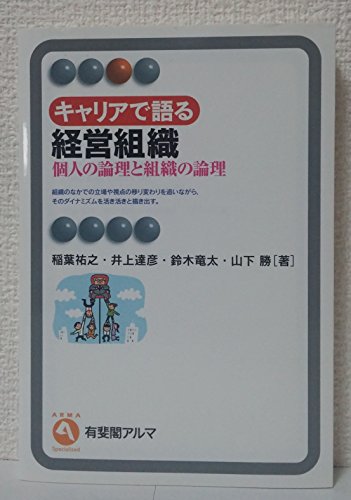 キャリアで語る
経営組織
個人の論理と組織の論理
組織のなかでの立場や視点の移り変わりを追いながら,
そのダイナミズムを活き活きと描き出す。
稲葉祐之・井上達彦・鈴木竜太・山下 勝[著]
ARMA
Specialized
有斐閣アルマ